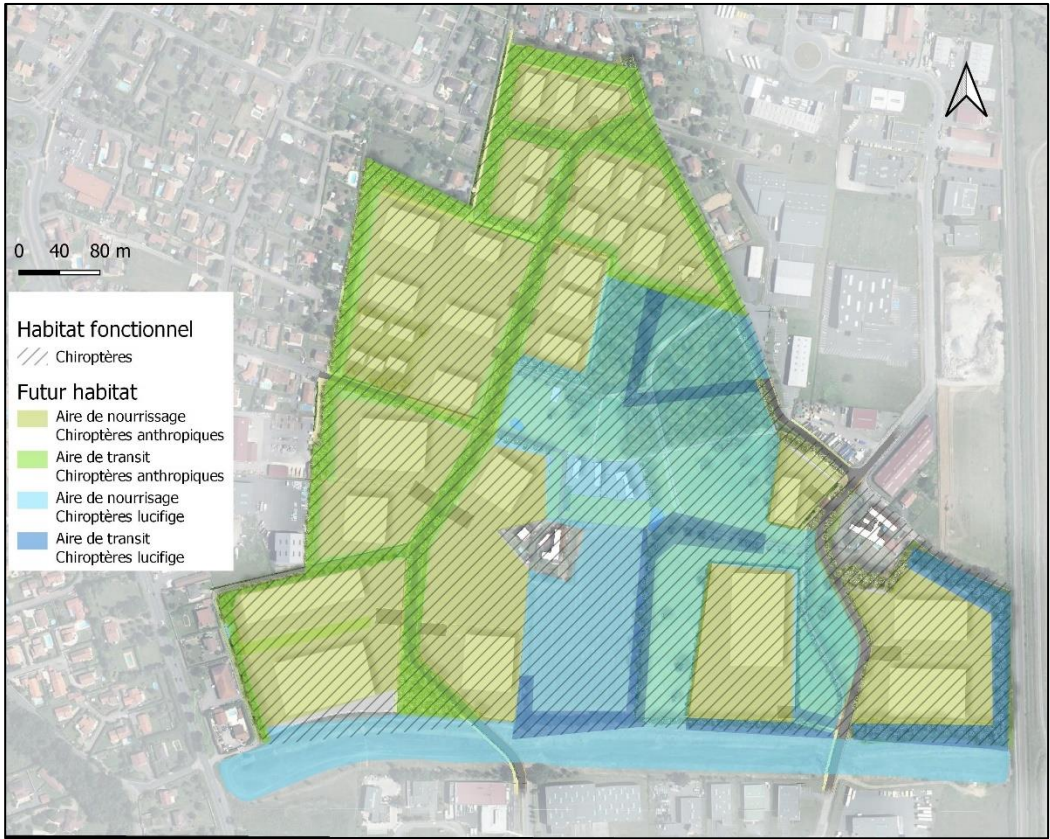 0 40 80 m
Habitat fonctionnel
Chiroptères
Futur habitat
Aire de nourrissage
Chiroptères anthropiques
Aire de transit
Chiroptères anthropiques
Aire de nourrisage
Chiroptères lucifige
Aire de transit
Chiroptères lucifige